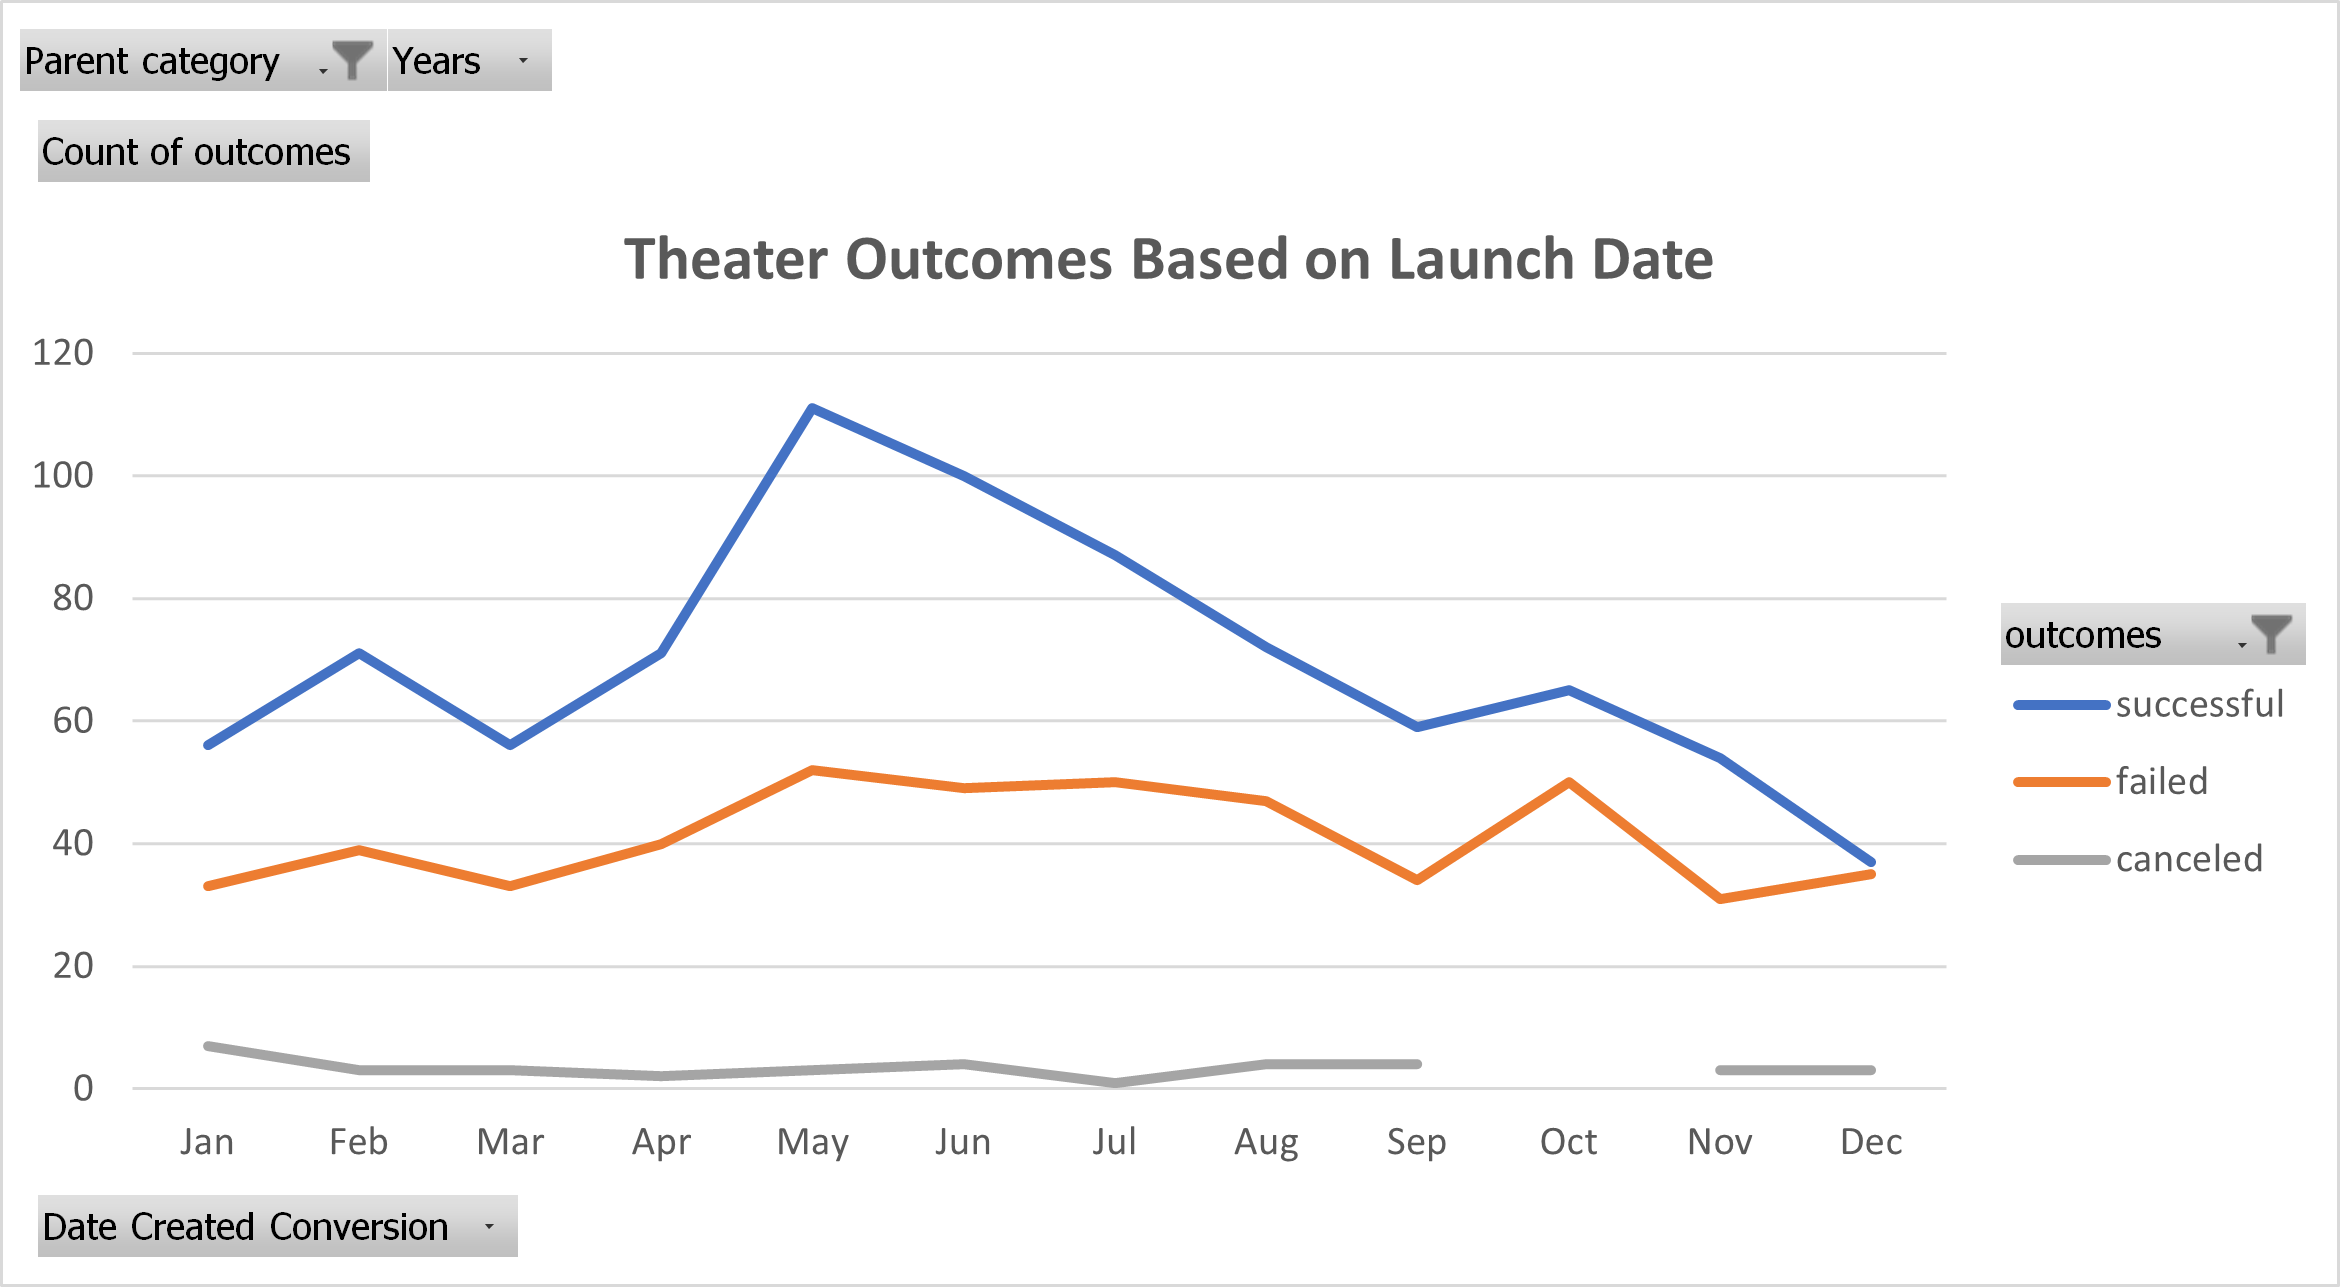 Parent category Years
Count of outcomes
Theater Outcomes Based on Launch Date
120
100
80
60
40
20
0
Jan Feb Mar Apr May Jun Jul Aug Sep Oct Nov Dec
outcomes
successful
failed
canceled
Date Created Conversion